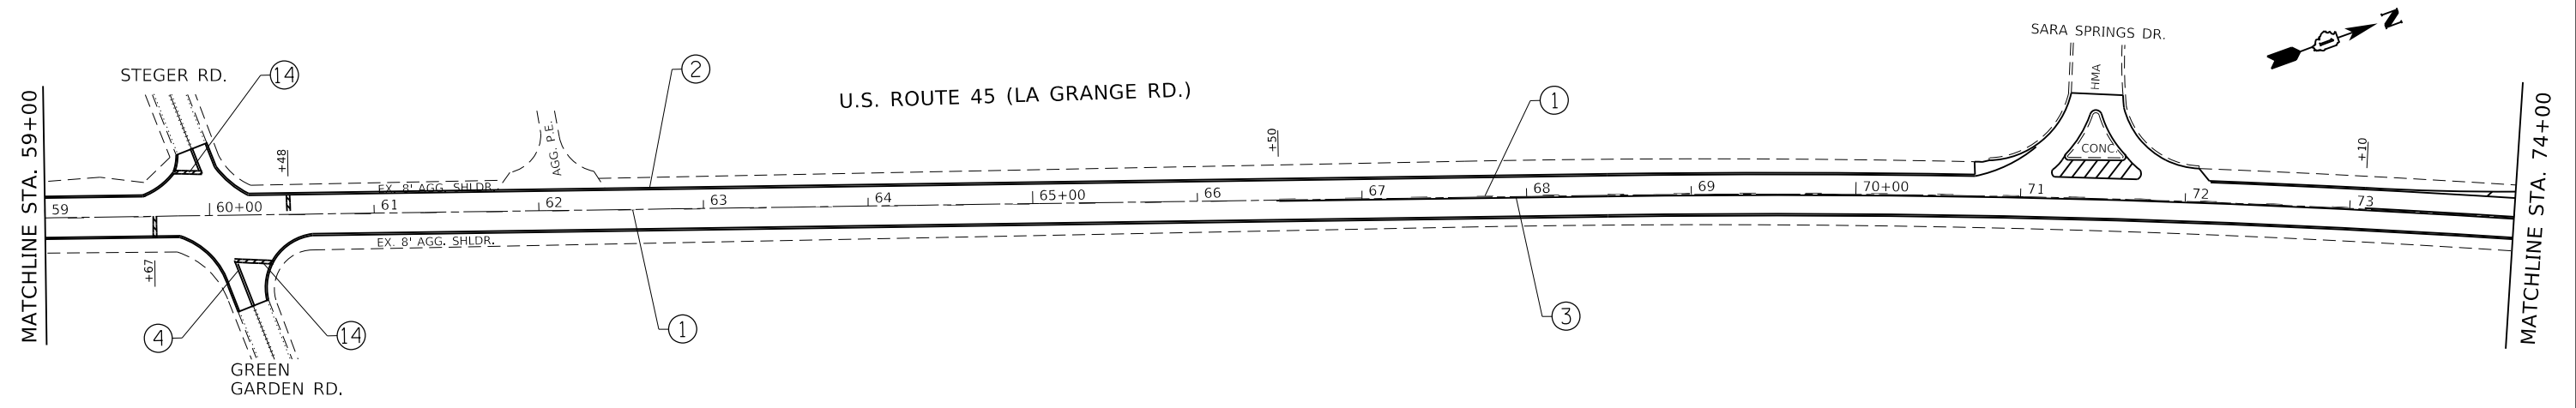 MATCHLINE STA. 59+00
STEGER RD.
14
2
U.S. ROUTE 45 (LA GRANGE RD.)
1
SARA SPRINGS DR.
N
HMA
CONC.
MATCHLINE STA. 74+00
+48
AGG. P.E.
+50
+10
EX. 8' AGG. SHLDR.
59
60+00
61
62
63
64
65+00
66
67
68
69
70+00
71
72
73
EX. 8' AGG. SHLDR.
+67
4
14
1
3
GREEN
GARDEN RD.